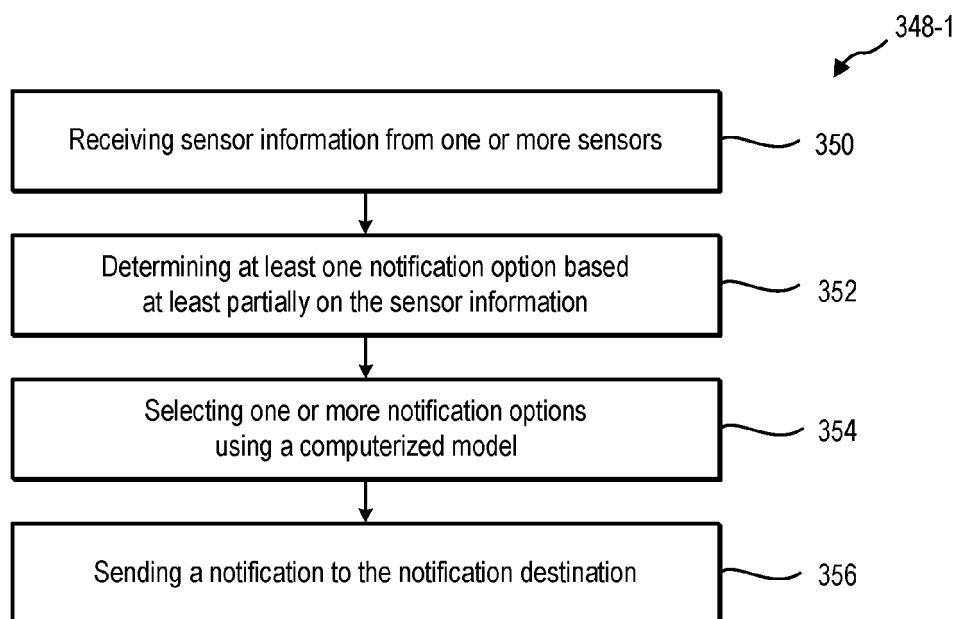 348-1
Receiving sensor information from one or more sensors
350
Determining at least one notification option based
at least partially on the sensor information
352
Selecting one or more notification options
using a computerized model
354
Sending a notification to the notification destination
356